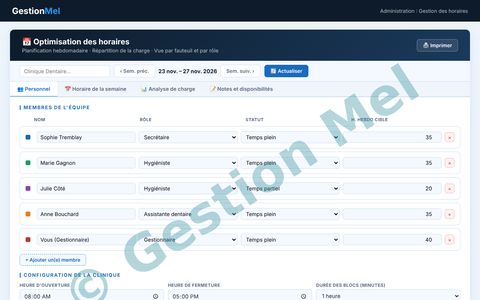 GestionMel
Administration | Gestion des horaires
📅 Optimisation des horaires
Planification hebdomadaire · Répartition de la charge · Vue par fauteuil et par rôle
🖨 Imprimer
Clinique Dentaire...
‹ Sem. préc.
23 nov. – 27 nov. 2026
Sem. suiv. ›
🔄 Actualiser
👥 Personnel
📅 Horaire de la semaine
📊 Analyse de charge
📝 Notes et disponibilités
MEMBRES DE L'ÉQUIPE
NOM RÔLE STATUT H. HEBDO CIBLE
Sophie Tremblay Secrétaire Temps plein 35 ×
Marie Gagnon Hygiéniste Temps plein 35 ×
Julie Côté Hygiéniste Temps partiel 20 ×
Anne Bouchard Assistante dentaire Temps plein 35 ×
Vous (Gestionnaire) Gestionnaire Temps plein 40 ×
+ Ajouter un(e) membre
CONFIGURATION DE LA CLINIQUE
HEURE D'OUVERTURE HEURE DE FERMETURE DURÉE DES BLOCS (MINUTES)
08:00 AM 05:00 PM 1 heure
© Gestion Mel